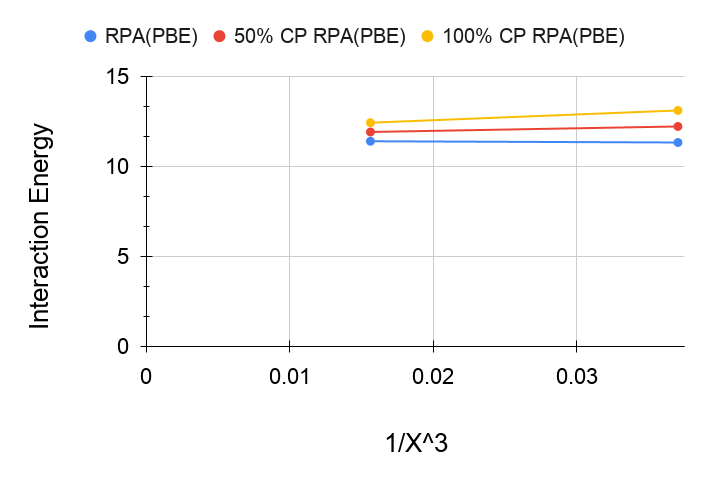 RPA(PBE) 50% CP RPA(PBE) 100% CP RPA(PBE)
15
10
5
0
Interaction Energy
0 0.01 0.02 0.03
1/X^3